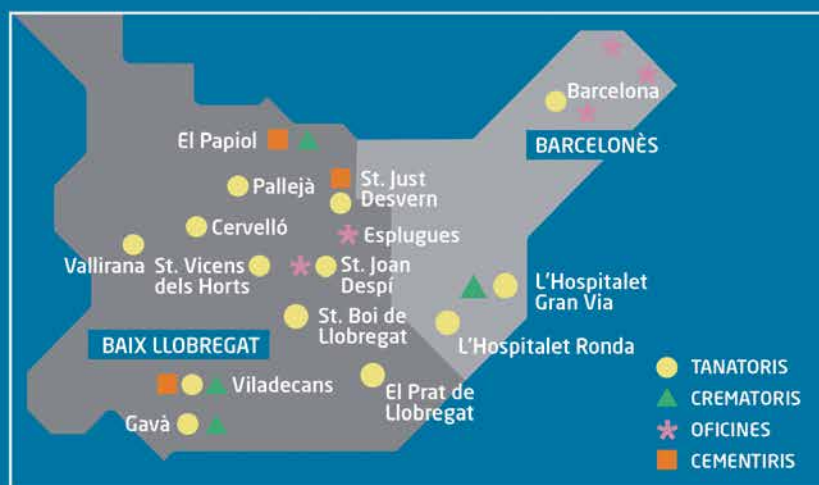 Barcelona
BARCELONÈS
El Papiol
St. Just
Desvern
Pallejà
Cervelló
Esplugues
Vallirana
St. Vicens
dels Horts
St. Joan
Despí
L'Hospitalet
Gran Via
St. Boi de
Llobregat
L'Hospitalet Ronda
BAIX LLOBREGAT
Viladecans
El Prat de
Llobregat
Gavà
TANATORIS
CREMATORIS
OFICINES
CEMENTIRIS